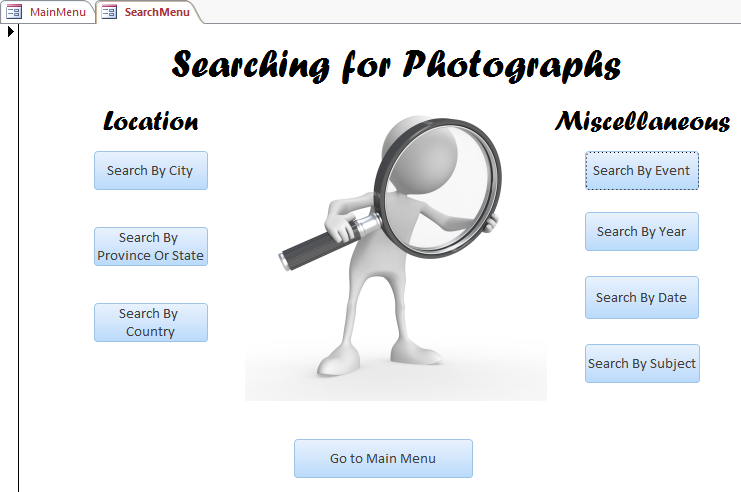 MainMenu
SearchMenu
Searching for Photographs
Location
Search By City
Search By
Province Or State
Search By
Country
Miscellaneous
Search By Event
Search By Year
Search By Date
Search By Subject
Go to Main Menu